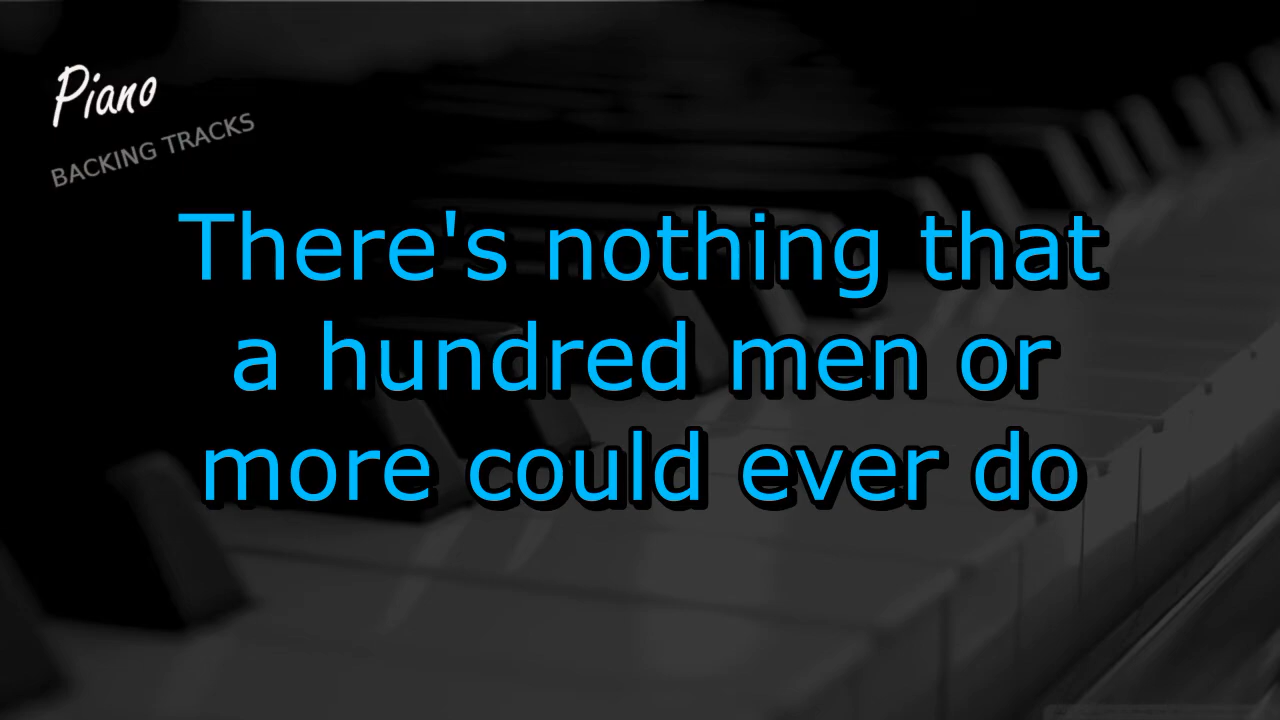 Piano
BACKING TRACKS
There's nothing that
a hundred men or
more could ever do